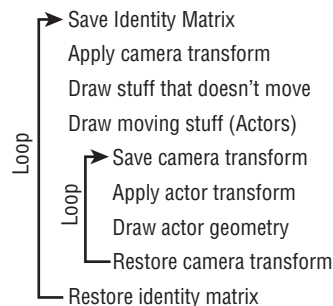 Save Identity Matrix
Apply camera transform
Draw stuff that doesn’t move
Draw moving stuff (Actors)
Loop
Save camera transform
Apply actor transform
Loop
Draw actor geometry
Restore camera transform
Restore identity matrix